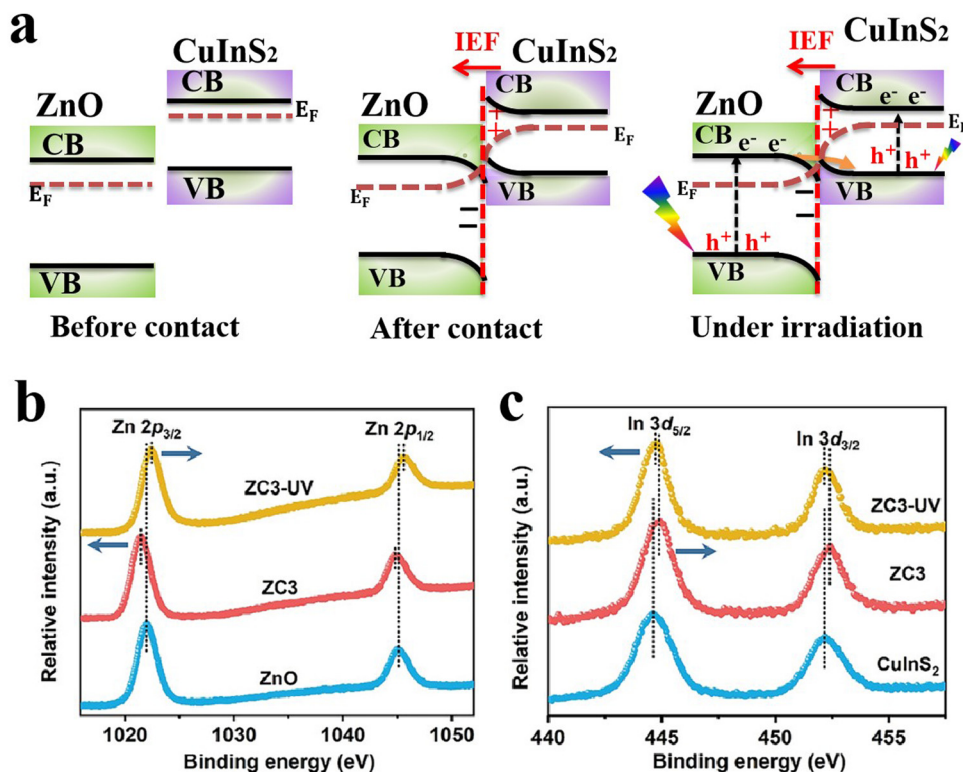 a
CuInS2
ZnO
CB
CB
EF
EF
VB
VB
Before contact
IEF
CuInS2
ZnO
CB
CB
+
+
EF
EF
VB
VB
After contact
IEF
CuInS2
ZnO
CB
CB
e- e-
e- e-
+
+
EF
EF
h+ h+
VB
h+ h+
VB
Under irradiation
b
Zn 2p3/2
Zn 2p1/2
ZC3-UV
ZC3
ZnO
Relative intensity (a.u.)
1020
1030
1040
1050
Binding energy (eV)
c
In 3d5/2
In 3d3/2
ZC3-UV
ZC3
CuInS2
Relative intensity (a.u.)
440
445
450
455
Binding energy (eV)